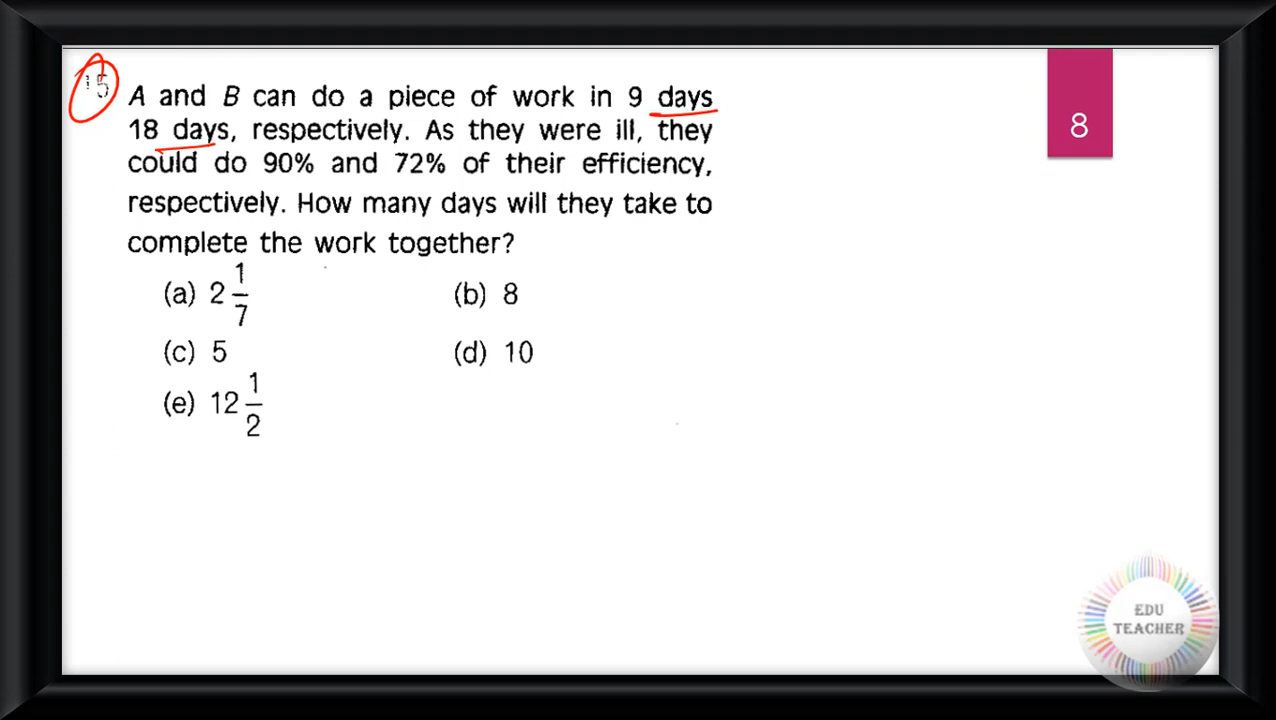 15
A and B can do a piece of work in 9 days
18 days, respectively. As they were ill, they
could do 90% and 72% of their efficiency,
respectively. How many days will they take to
complete the work together?
(a) 2 1/7 (b) 8
(c) 5 (d) 10
(e) 12 1/2
8
EDU
TEACHER